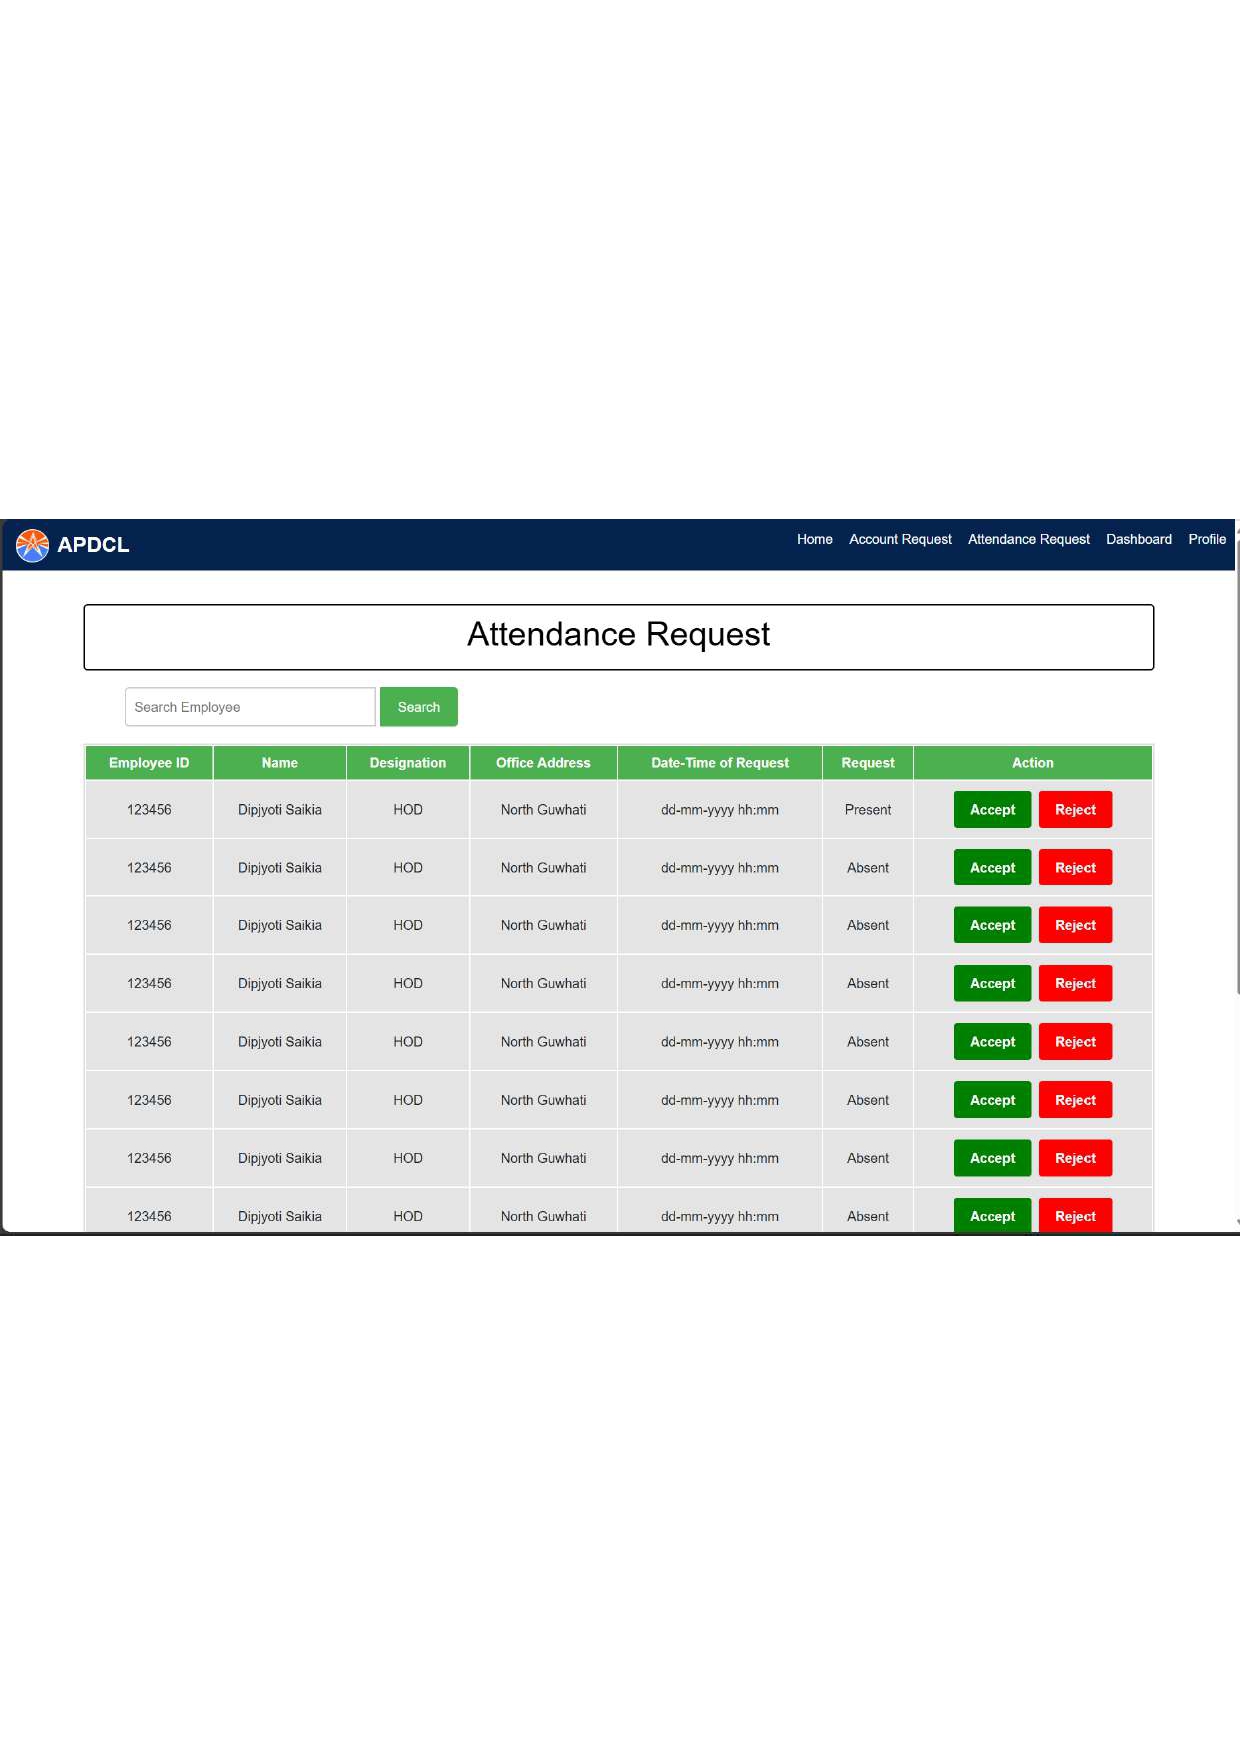 APDCL Home Account Request Attendance Request Dashboard Profile
Attendance Request
Search Employee Search
Employee ID Name Designation Office Address Date-Time of Request Request Action
123456 Dipjyoti Saikia HOD North Guwhati dd-mm-yyyy hh:mm Present Accept Reject
123456 Dipjyoti Saikia HOD North Guwhati dd-mm-yyyy hh:mm Absent Accept Reject
123456 Dipjyoti Saikia HOD North Guwhati dd-mm-yyyy hh:mm Absent Accept Reject
123456 Dipjyoti Saikia HOD North Guwhati dd-mm-yyyy hh:mm Absent Accept Reject
123456 Dipjyoti Saikia HOD North Guwhati dd-mm-yyyy hh:mm Absent Accept Reject
123456 Dipjyoti Saikia HOD North Guwhati dd-mm-yyyy hh:mm Absent Accept Reject
123456 Dipjyoti Saikia HOD North Guwhati dd-mm-yyyy hh:mm Absent Accept Reject
123456 Dipjyoti Saikia HOD North Guwhati dd-mm-yyyy hh:mm Absent Accept Reject